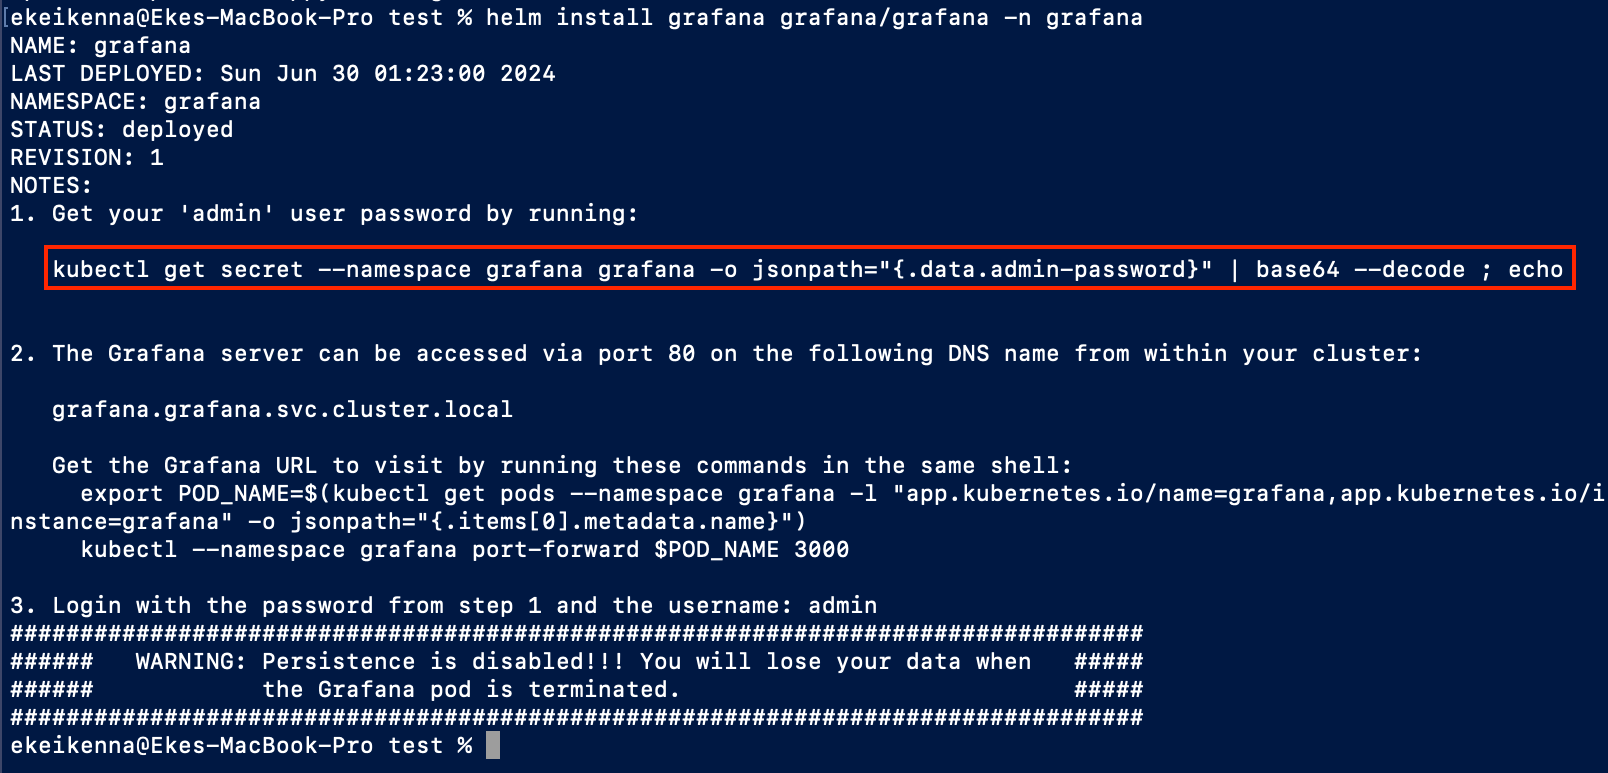 ekeikenna@Ekes-MacBook-Pro test % helm install grafana grafana/grafana -n grafana
NAME: grafana
LAST DEPLOYED: Sun Jun 30 01:23:00 2024
NAMESPACE: grafana
STATUS: deployed
REVISION: 1
NOTES:
1. Get your 'admin' user password by running:
kubectl get secret --namespace grafana grafana -o jsonpath="{.data.admin-password}" | base64 --decode ; echo
2. The Grafana server can be accessed via port 80 on the following DNS name from within your cluster:
grafana.grafana.svc.cluster.local
Get the Grafana URL to visit by running these commands in the same shell:
export POD_NAME=$(kubectl get pods --namespace grafana -l "app.kubernetes.io/name=grafana,app.kubernetes.io/i
nstance=grafana" -o jsonpath="{.items[0].metadata.name}")
kubectl --namespace grafana port-forward $POD_NAME 3000
3. Login with the password from step 1 and the username: admin
#################################################################################
######   WARNING: Persistence is disabled!!! You will lose your data when   #####
######            the Grafana pod is terminated.                            #####
#################################################################################
ekeikenna@Ekes-MacBook-Pro test %